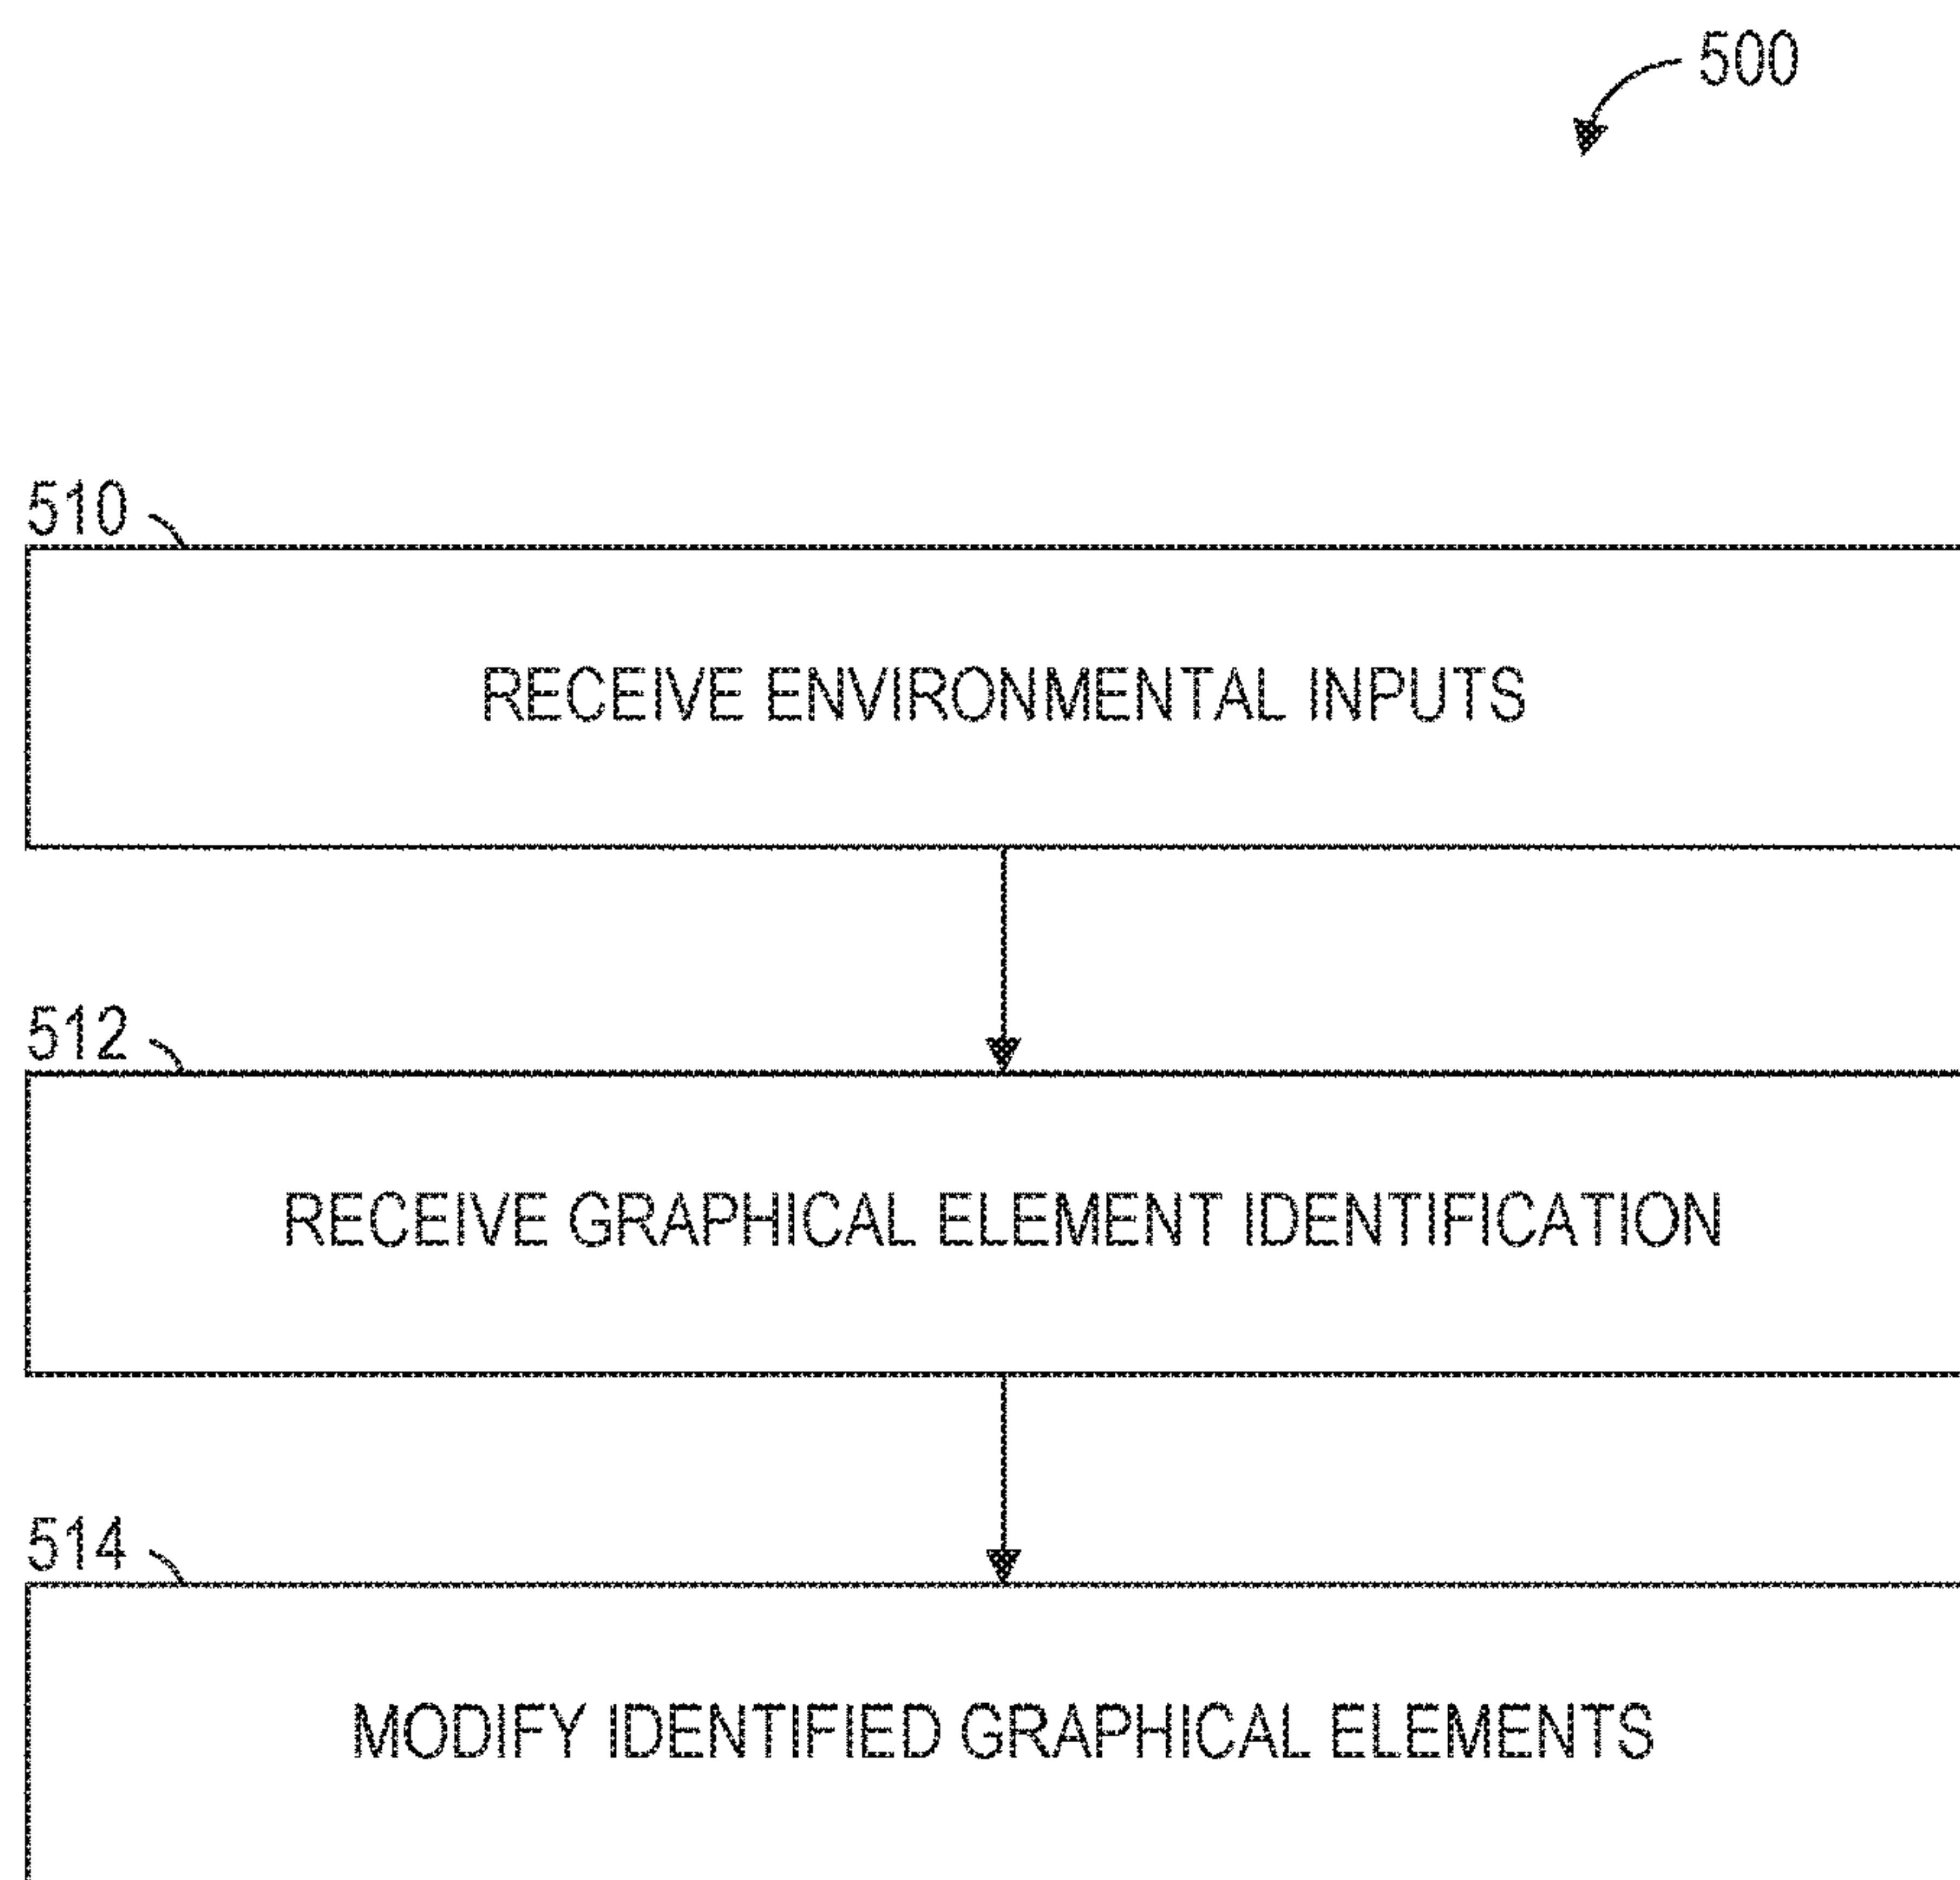 500
510
RECEIVE ENVIRONMENTAL INPUTS
512
RECEIVE GRAPHICAL ELEMENT IDENTIFICATION
514
MODIFY IDENTIFIED GRAPHICAL ELEMENTS